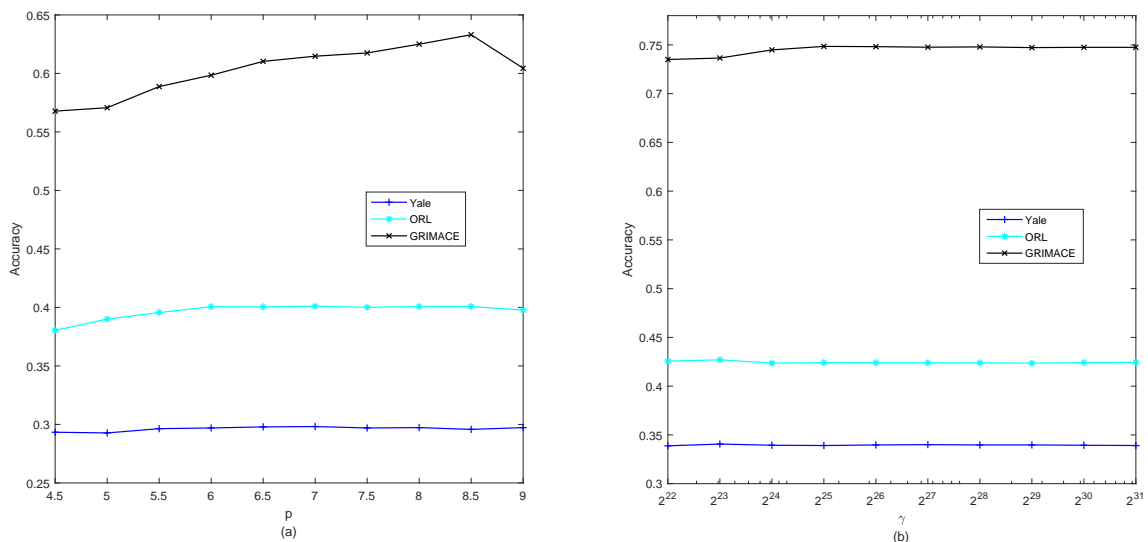 0.65
0.6
0.55
0.5
0.45
0.4
0.35
0.3
0.25
Accuracy
Yale
ORL
GRIMACE
4.5 5 5.5 6 6.5 7 7.5 8 8.5 9
p
(a)
0.75
0.7
0.65
0.6
0.55
0.5
0.45
0.4
0.35
0.3
Accuracy
Yale
ORL
GRIMACE
2^22 2^23 2^24 2^25 2^26 2^27 2^28 2^29 2^30 2^31
γ
(b)